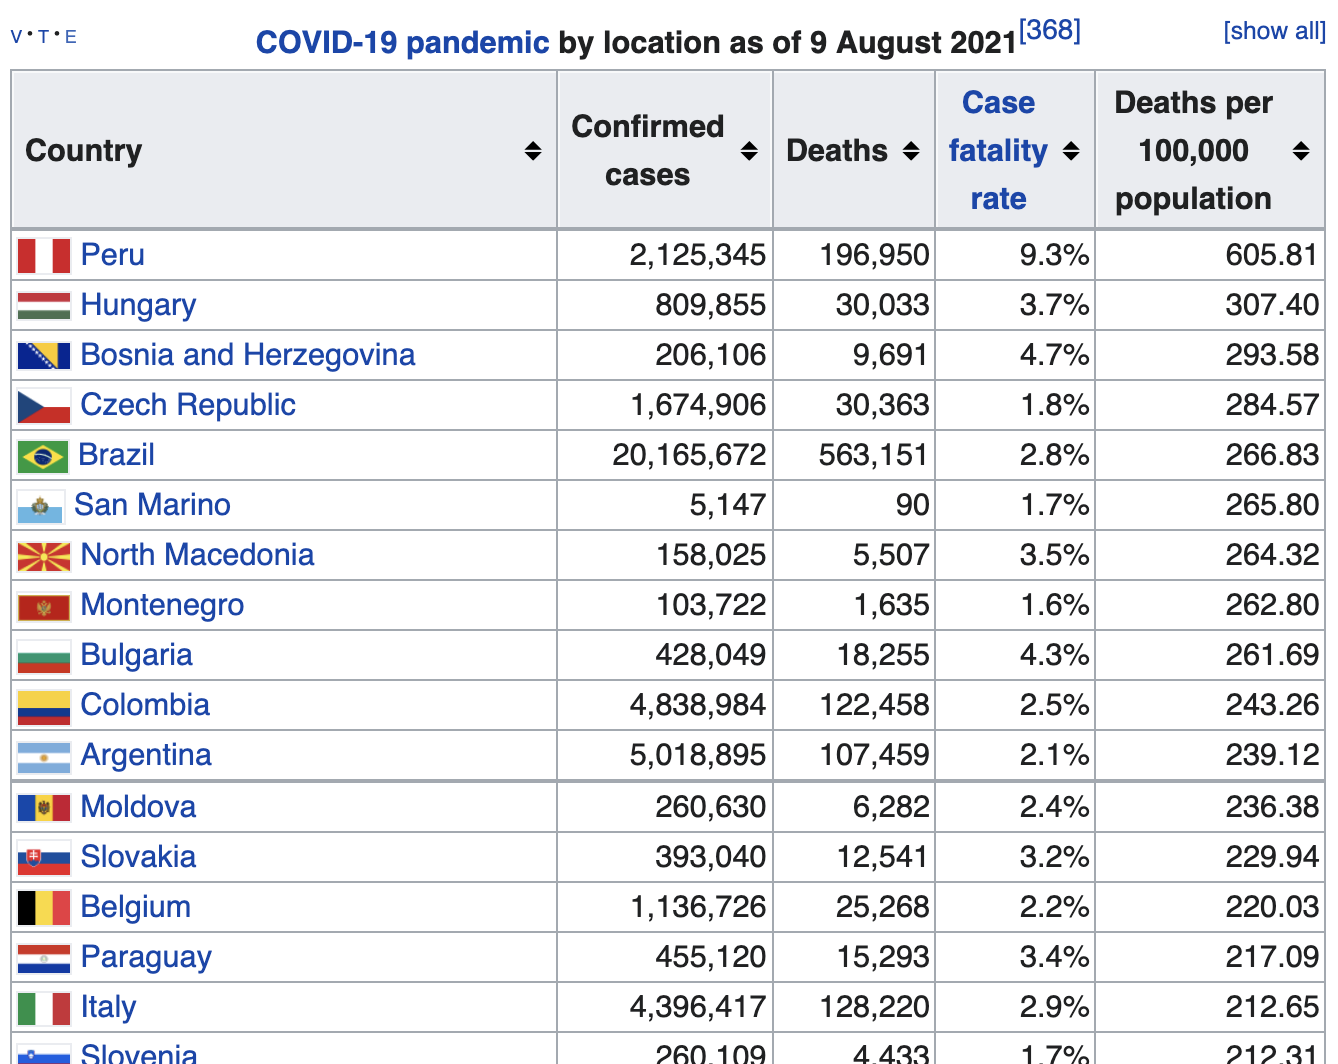 V • T • E
COVID-19 pandemic by location as of 9 August 2021[368]
[show all]
Country Confirmed cases Deaths Case fatality rate Deaths per 100,000 population
Peru 2,125,345 196,950 9.3% 605.81
Hungary 809,855 30,033 3.7% 307.40
Bosnia and Herzegovina 206,106 9,691 4.7% 293.58
Czech Republic 1,674,906 30,363 1.8% 284.57
Brazil 20,165,672 563,151 2.8% 266.83
San Marino 5,147 90 1.7% 265.80
North Macedonia 158,025 5,507 3.5% 264.32
Montenegro 103,722 1,635 1.6% 262.80
Bulgaria 428,049 18,255 4.3% 261.69
Colombia 4,838,984 122,458 2.5% 243.26
Argentina 5,018,895 107,459 2.1% 239.12
Moldova 260,630 6,282 2.4% 236.38
Slovakia 393,040 12,541 3.2% 229.94
Belgium 1,136,726 25,268 2.2% 220.03
Paraguay 455,120 15,293 3.4% 217.09
Italy 4,396,417 128,220 2.9% 212.65
Slovenia 260,109 4,433 1.7% 212.31